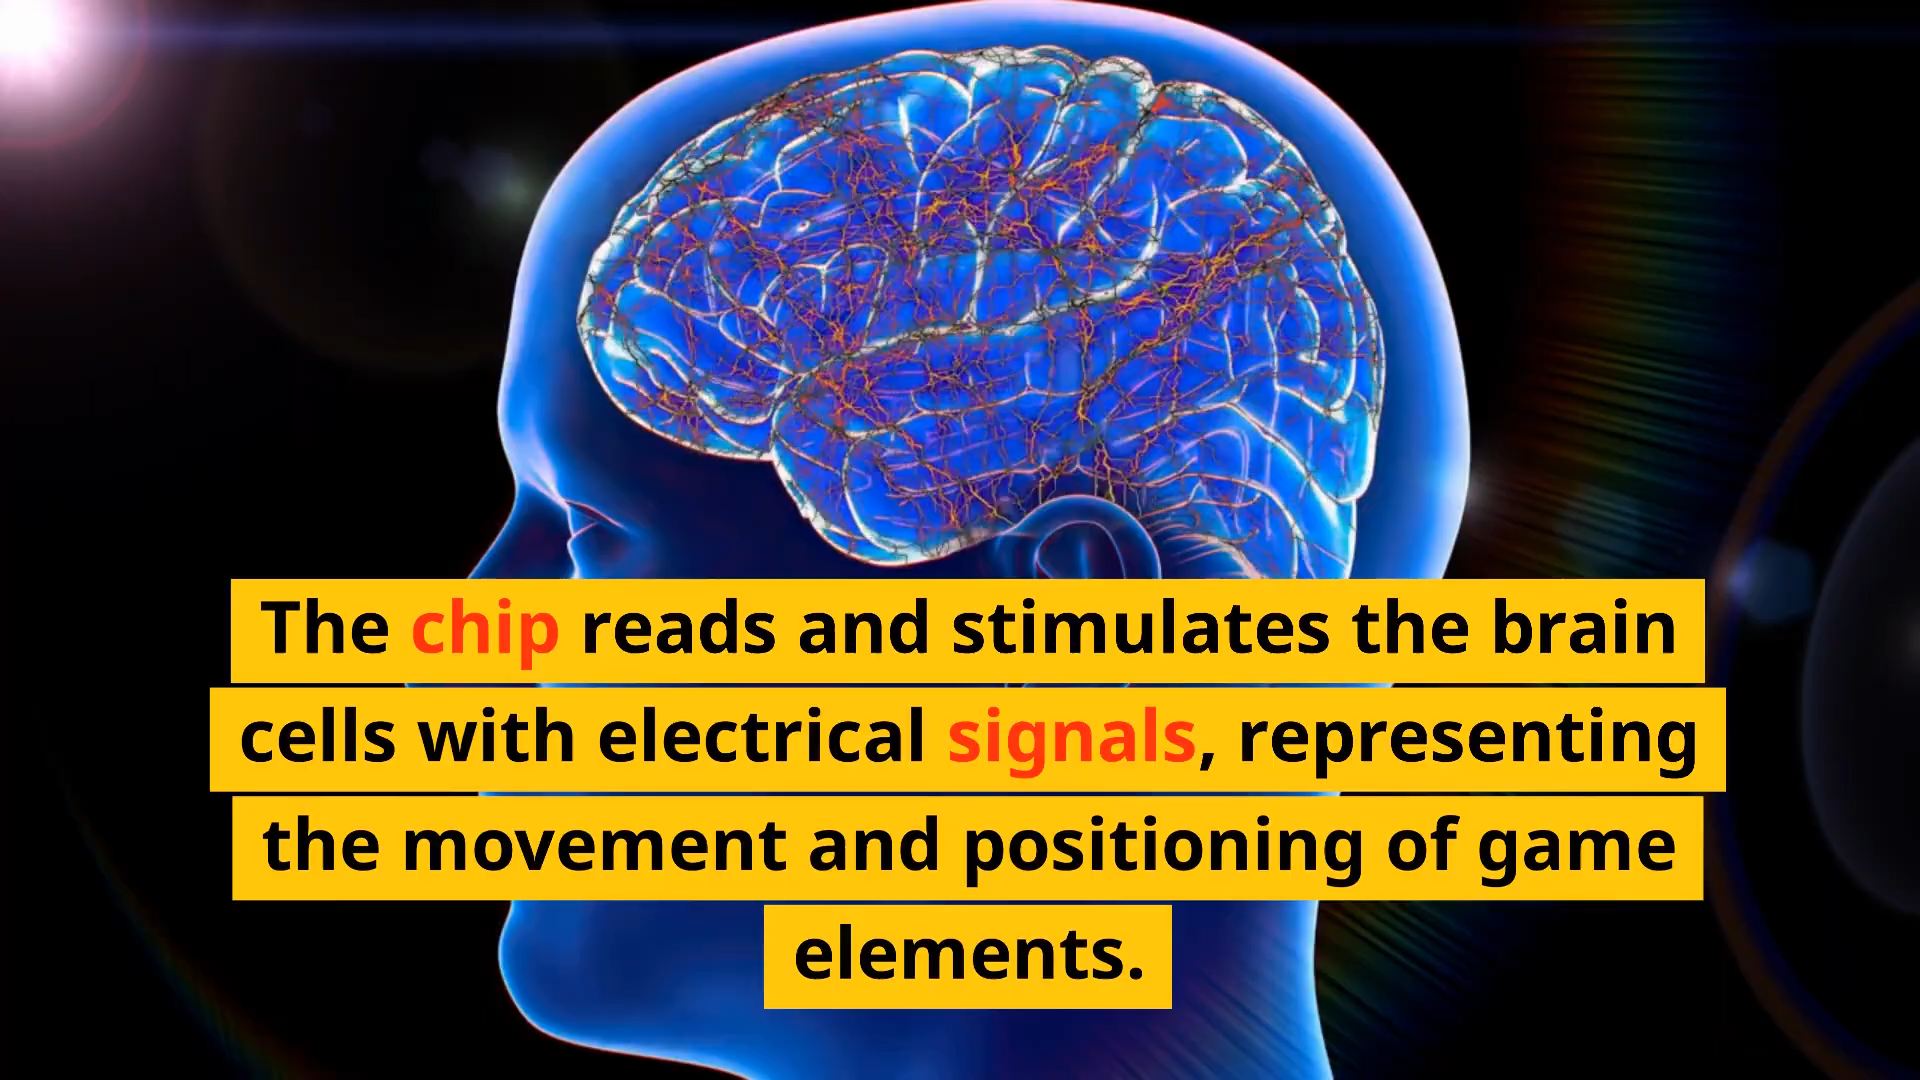 The chip reads and stimulates the brain
cells with electrical signals, representing
the movement and positioning of game
elements.